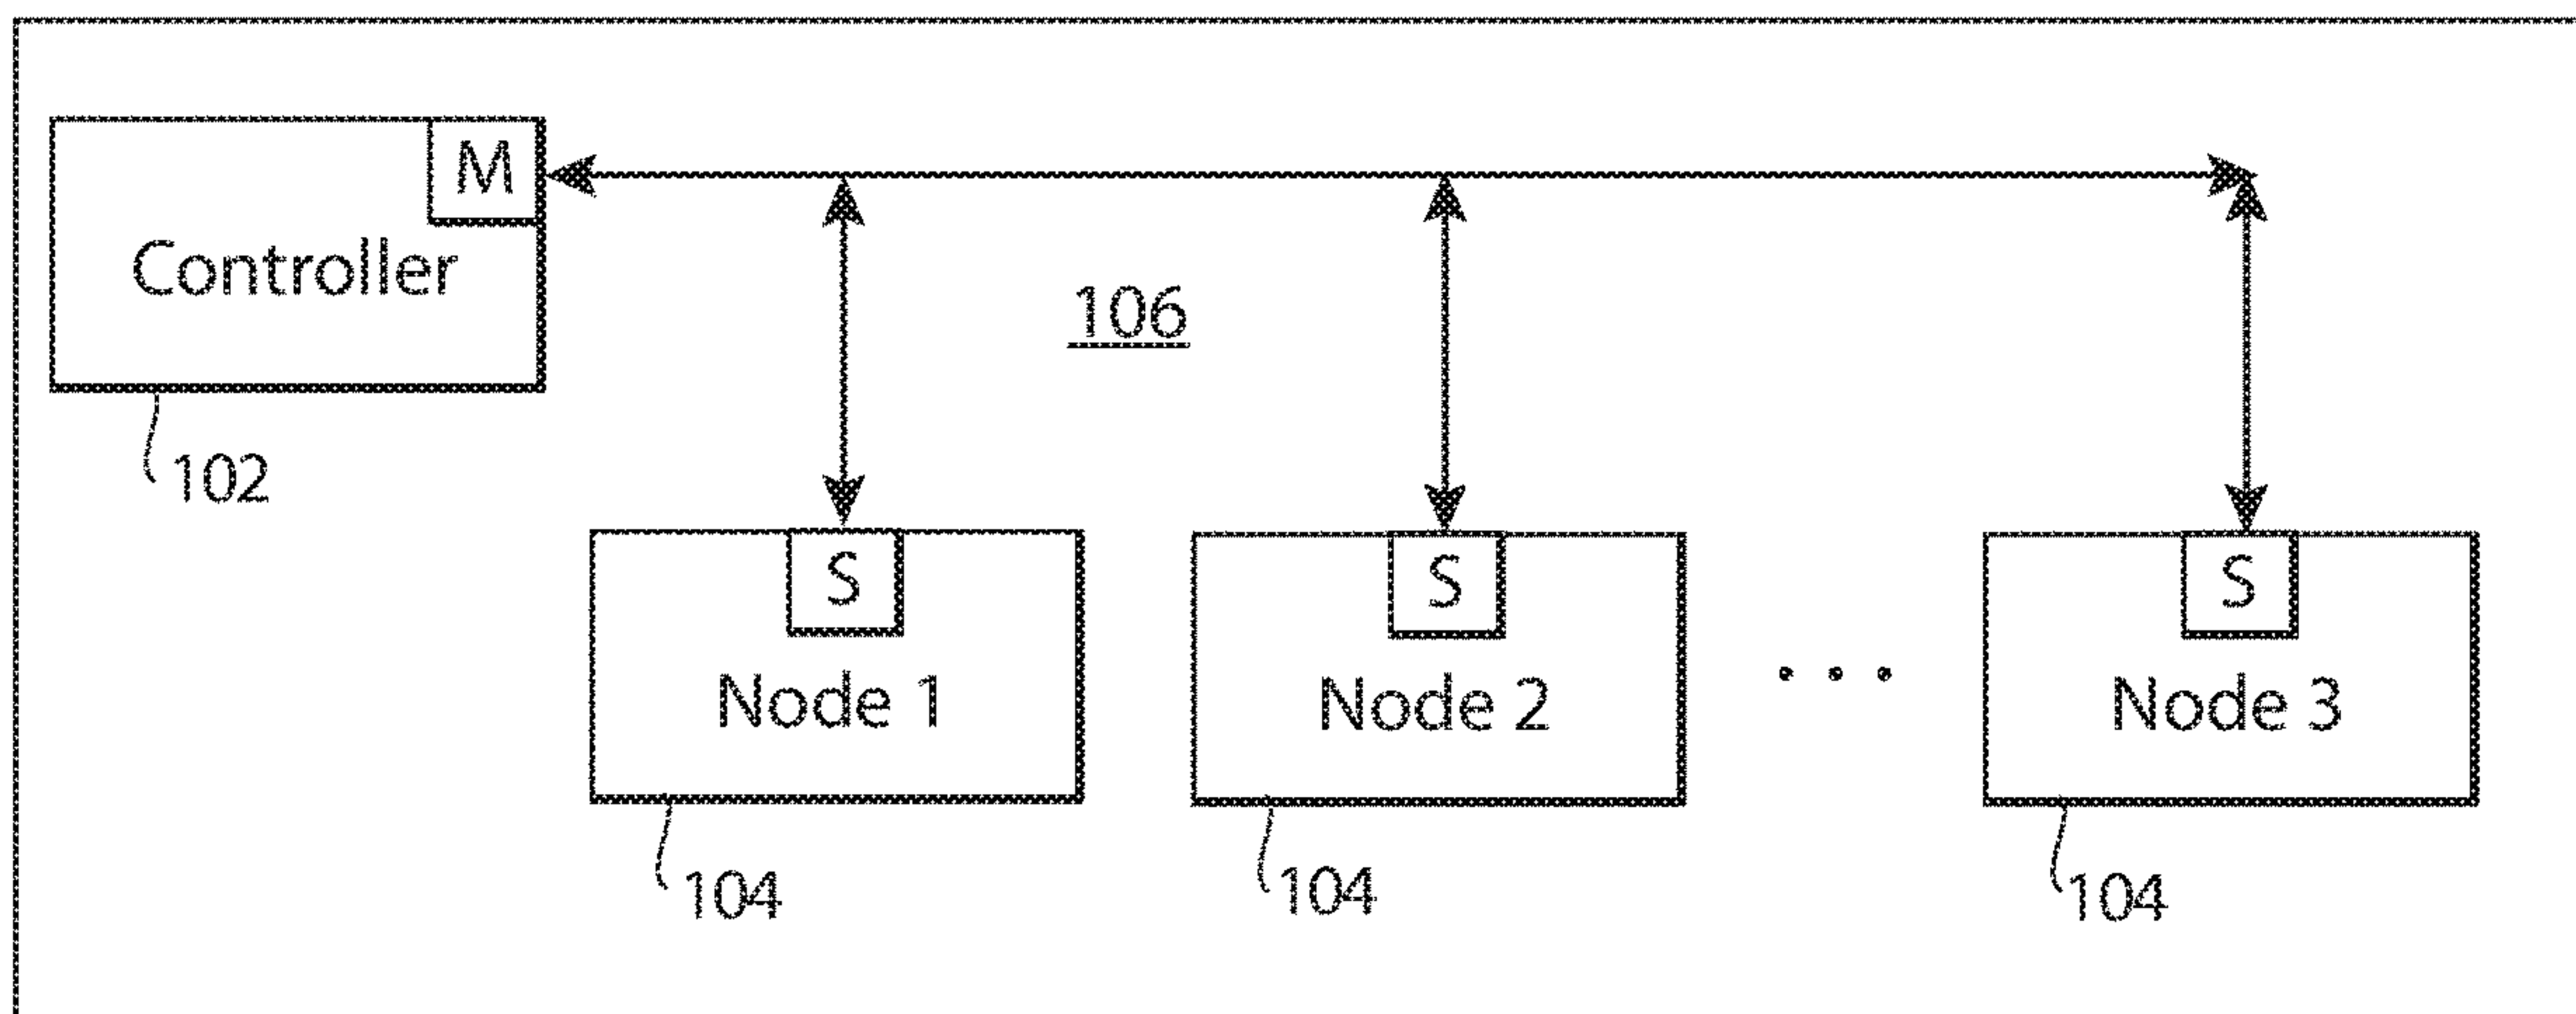 M
Controller
106
102
S
S
S
Node 1
Node 2
. . .
Node 3
104
104
104